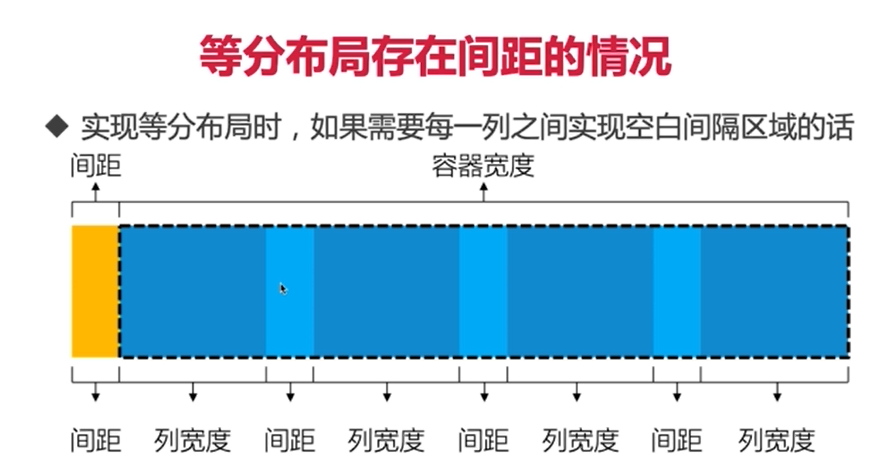 等分布局存在间距的情况
◆ 实现等分布局时，如果需要每一列之间实现空白间隔区域的话
间距 容器宽度
间距 列宽度 间距 列宽度 间距 列宽度 间距 列宽度